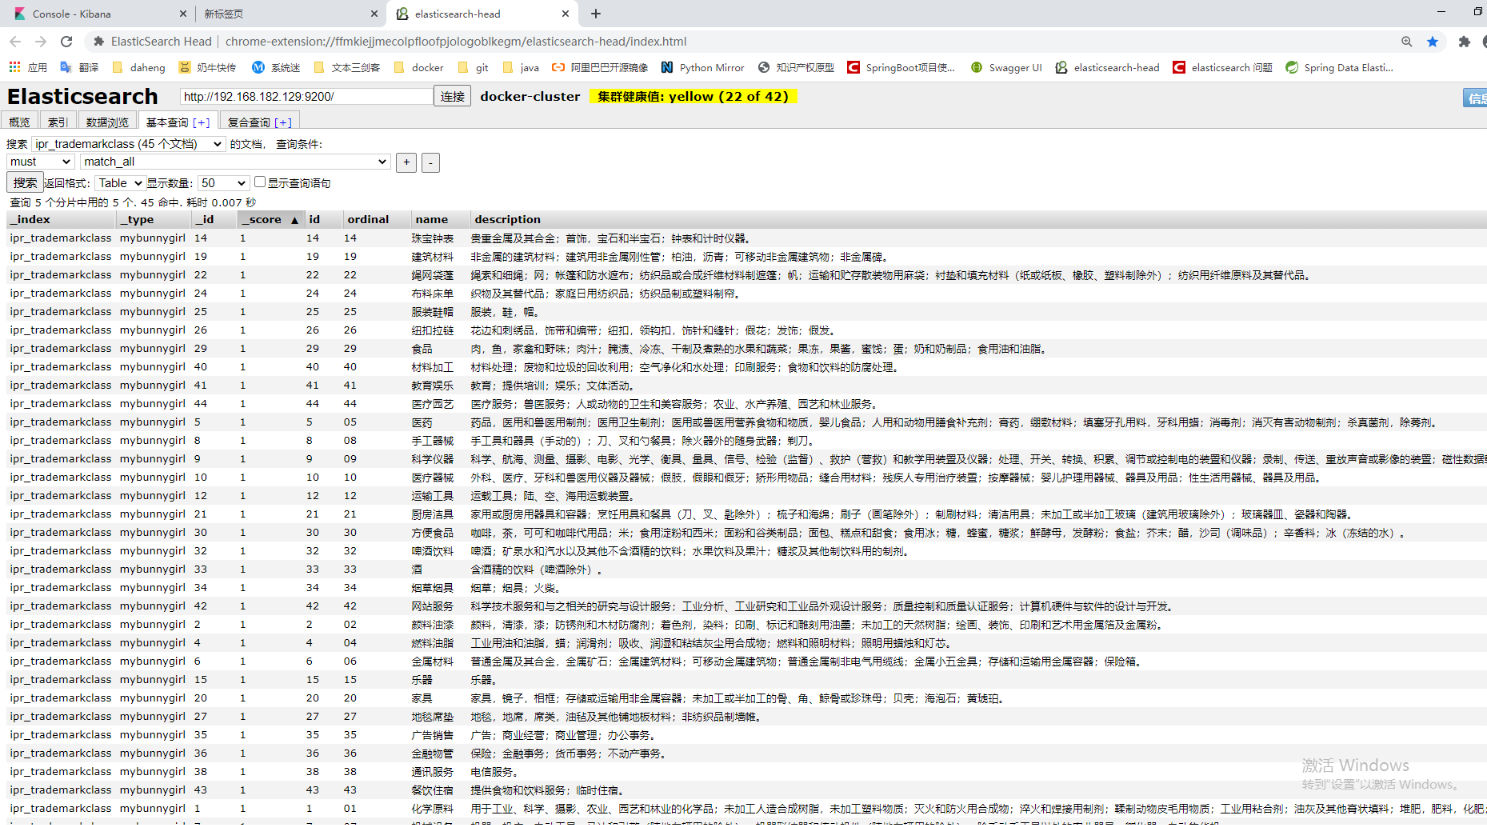 Console - Kibana
新标签页
elasticsearch-head
ElasticSearch Head | chrome-extension://ffmkiejjmecolpfloofpjologoblkegm/elasticsearch-head/index.html
应用 翻译 daheng 奶牛快传 系统迷 文本三剑客 docker git java 阿里巴巴开源镜像 Python Mirror 知识产权原型 SpringBoot项目使... Swagger UI elasticsearch-head elasticsearch 问题 Spring Data Elasti...
Elasticsearch http://192.168.182.129:9200/ 连接 docker-cluster 集群健康值: yellow (22 of 42) 信息
概览 索引 数据浏览 基本查询 [+] 复合查询 [+]
搜索 ipr_trademarkclass (45 个文档) 的文档， 查询条件:
must match_all + -
搜索 返回格式: Table 显示数量: 50 显示查询语句
查询 5 个分片中用的 5 个. 45 命中. 耗时 0.007 秒
_index _type _id _score ▲ id ordinal name description
ipr_trademarkclass mybunnygirl 14 1 14 14 珠宝钟表 贵重金属及其合金；首饰，宝石和半宝石；钟表和计时仪器。
ipr_trademarkclass mybunnygirl 19 1 19 19 建筑材料 非金属的建筑材料；建筑用非金属刚性管；柏油，沥青；可移动非金属建筑物；非金属碑。
ipr_trademarkclass mybunnygirl 22 1 22 22 绳网袋篷 绳索和细绳；网；帐篷和防水遮布；纺织品或合成纤维材料制遮篷；帆；运输和贮存散装物用麻袋；衬垫和填充材料（纸或纸板、橡胶、塑料制除外）；纺织用纤维原料及其替代品。
ipr_trademarkclass mybunnygirl 24 1 24 24 布料床单 织物及其替代品；家庭日用纺织品；纺织品制或塑料制帘。
ipr_trademarkclass mybunnygirl 25 1 25 25 服装鞋帽 服装，鞋，帽。
ipr_trademarkclass mybunnygirl 26 1 26 26 纽扣拉链 花边和刺绣品，饰带和编带；纽扣，领钩扣，饰针和缝针；假花；发饰；假发。
ipr_trademarkclass mybunnygirl 29 1 29 29 食品 肉，鱼，家禽和野味；肉汁；腌渍、冷冻、干制及煮熟的水果和蔬菜；果冻，果酱，蜜饯；蛋；奶和奶制品；食用油和油脂。
ipr_trademarkclass mybunnygirl 40 1 40 40 材料加工 材料处理；废物和垃圾的回收利用；空气净化和水处理；印刷服务；食物和饮料的防腐处理。
ipr_trademarkclass mybunnygirl 41 1 41 41 教育娱乐 教育；提供培训；娱乐；文体活动。
ipr_trademarkclass mybunnygirl 44 1 44 44 医疗园艺 医疗服务；兽医服务；人或动物的卫生和美容服务；农业、水产养殖、园艺和林业服务。
ipr_trademarkclass mybunnygirl 5 1 5 05 医药 药品，医用和兽医用制剂；医用卫生制剂；医用或兽医用营养食物和物质，婴儿食品；人用和动物用膳食补充剂；膏药，绷敷材料；填塞牙孔用料，牙科用蜡；消毒剂；消灭有害动物制剂；杀真菌剂，除莠剂。
ipr_trademarkclass mybunnygirl 8 1 8 08 手工器械 手工具和器具（手动的）；刀、叉和勺餐具；除火器外的随身武器；剃刀。
ipr_trademarkclass mybunnygirl 9 1 9 09 科学仪器 科学、航海、测量、摄影、电影、光学、衡具、量具、信号、检验（监督）、救护（营救）和教学用装置及仪器；处理、开关、转换、积累、调节或控制电的装置和仪器；录制、传送、重放声音或影像的装置；磁性数据
ipr_trademarkclass mybunnygirl 10 1 10 10 医疗器械 外科、医疗、牙科和兽医用仪器及器械；假肢，假眼和假牙；矫形用物品；缝合用材料；残疾人专用治疗装置；按摩器械；婴儿护理用器械、器具及用品；性生活用器械、器具及用品。
ipr_trademarkclass mybunnygirl 12 1 12 12 运输工具 运载工具；陆、空、海用运载装置。
ipr_trademarkclass mybunnygirl 21 1 21 21 厨房洁具 家用或厨房用器具和容器；烹饪用具和餐具（刀、叉、匙除外）；梳子和海绵；刷子（画笔除外）；制刷材料；清洁用具；未加工或半加工玻璃（建筑用玻璃除外）；玻璃器皿、瓷器和陶器。
ipr_trademarkclass mybunnygirl 30 1 30 30 方便食品 咖啡，茶，可可和咖啡代用品；米；食用淀粉和西米；面粉和谷类制品；面包、糕点和甜食；食用冰；糖，蜂蜜，糖浆；鲜酵母，发酵粉；食盐；芥末；醋，沙司（调味品）；辛香料；冰（冻结的水）。
ipr_trademarkclass mybunnygirl 32 1 32 32 啤酒饮料 啤酒；矿泉水和汽水以及其他不含酒精的饮料；水果饮料及果汁；糖浆及其他制饮料用的制剂。
ipr_trademarkclass mybunnygirl 33 1 33 33 酒 含酒精的饮料（啤酒除外）。
ipr_trademarkclass mybunnygirl 34 1 34 34 烟草烟具 烟草；烟具；火柴。
ipr_trademarkclass mybunnygirl 42 1 42 42 网站服务 科学技术服务和与之相关的研究与设计服务；工业分析、工业研究和工业品外观设计服务；质量控制和质量认证服务；计算机硬件与软件的设计与开发。
ipr_trademarkclass mybunnygirl 2 1 2 02 颜料油漆 颜料，清漆，漆；防锈剂和木材防腐剂；着色剂，染料；印刷、标记和雕刻用油墨；未加工的天然树脂；绘画、装饰、印刷和艺术用金属箔及金属粉。
ipr_trademarkclass mybunnygirl 4 1 4 04 燃料油脂 工业用油和油脂，蜡；润滑剂；吸收、润湿和粘结灰尘用合成物；燃料和照明材料；照明用蜡烛和灯芯。
ipr_trademarkclass mybunnygirl 6 1 6 06 金属材料 普通金属及其合金，金属矿石；金属建筑材料；可移动金属建筑物；普通金属制非电气用缆线；金属小五金具；存储和运输用金属容器；保险箱。
ipr_trademarkclass mybunnygirl 15 1 15 15 乐器 乐器。
ipr_trademarkclass mybunnygirl 20 1 20 20 家具 家具，镜子，相框；存储或运输用非金属容器；未加工或半加工的骨、角、鲸骨或珍珠母；贝壳；海泡石；黄琥珀。
ipr_trademarkclass mybunnygirl 27 1 27 27 地毯席垫 地毯，地席，席类，油毡及其他铺地板材料；非纺织品制墙帷。
ipr_trademarkclass mybunnygirl 35 1 35 35 广告销售 广告；商业经营；商业管理；办公事务。
ipr_trademarkclass mybunnygirl 36 1 36 36 金融物管 保险；金融事务；货币事务；不动产事务。
ipr_trademarkclass mybunnygirl 38 1 38 38 通讯服务 电信服务。
ipr_trademarkclass mybunnygirl 43 1 43 43 餐饮住宿 提供食物和饮料服务；临时住宿。
ipr_trademarkclass mybunnygirl 1 1 1 01 化学原料 用于工业、科学、摄影、农业、园艺和林业的化学品；未加工人造合成树脂，未加工塑料物质；灭火和防火用合成物；淬火和焊接用制剂；鞣制动物皮毛用物质；工业用粘合剂；油灰及其他膏状填料；堆肥，肥料，化肥；
激活 Windows
转到"设置"以激活 Windows。